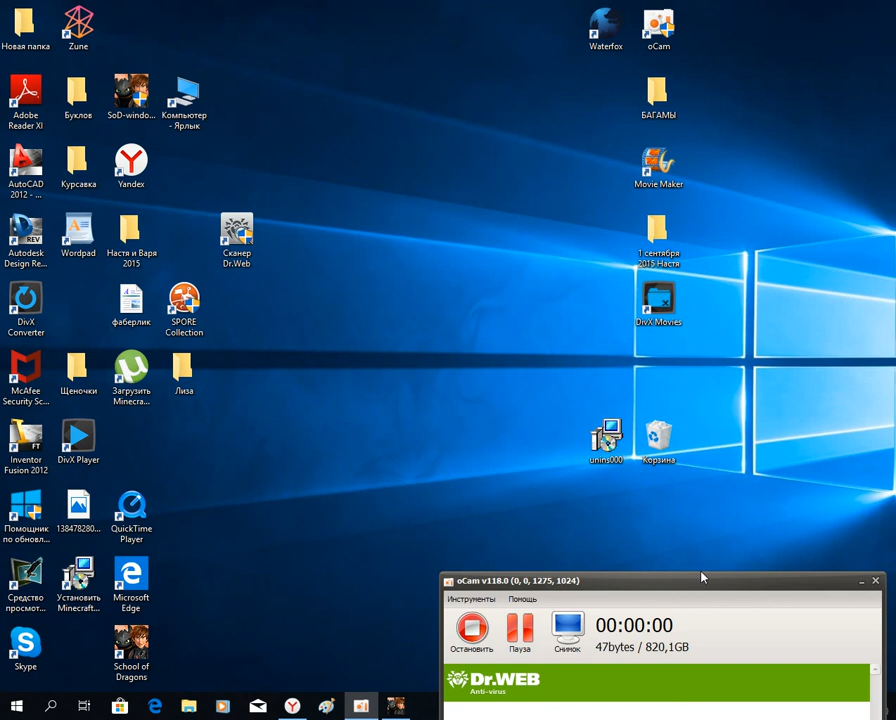 Новая папка
Zune
Waterfox
oCam
Adobe
Reader XI
Буклов
SoD-windo...
Компьютер
- Ярлык
БАГАМЫ
AutoCAD
2012 - ...
Курсавка
Yandex
Movie Maker
Autodesk
Design Re...
Wordpad
Настя и Варя
2015
Сканер
Dr.Web
1 сентября
2015 Настя
DivX
Converter
фаберлик
SPORE
Collection
DivX Movies
McAfee
Security Sc...
Щеночки
Загрузить
Minecra...
Лиза
Inventor
Fusion 2012
DivX Player
unins000
Корзина
Помощник
по обновл...
138478280...
QuickTime
Player
Средство
просмот...
Установить
Minecraft...
Microsoft
Edge
Skype
School of
Dragons
oCam v118.0 (0, 0, 1275, 1024)
Инструменты Помощь
00:00:00
Остановить Пауза Снимок
47bytes / 820,1GB
Dr.WEB
Anti-virus